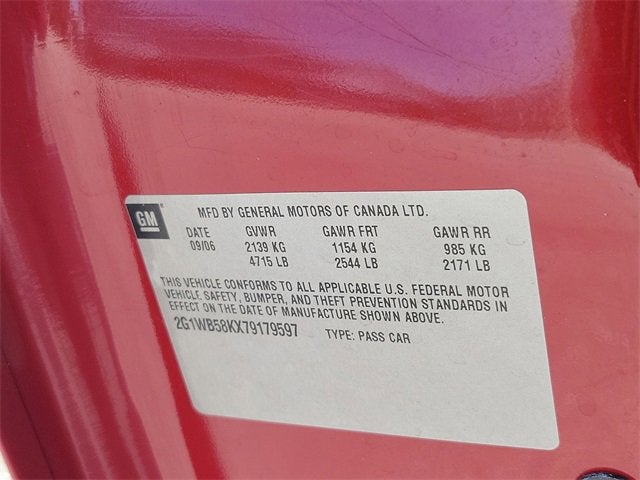 GM
MFD BY GENERAL MOTORS OF CANADA LTD.
DATE GVWR GAWR FRT GAWR RR
09/06 2139 KG 1154 KG 985 KG
4715 LB 2544 LB 2171 LB
THIS VEHICLE CONFORMS TO ALL APPLICABLE U.S. FEDERAL MOTOR
VEHICLE SAFETY, BUMPER, AND THEFT PREVENTION STANDARDS IN
EFFECT ON THE DATE OF MANUFACTURE SHOWN ABOVE.
2G1WB58KX79179597 TYPE: PASS CAR